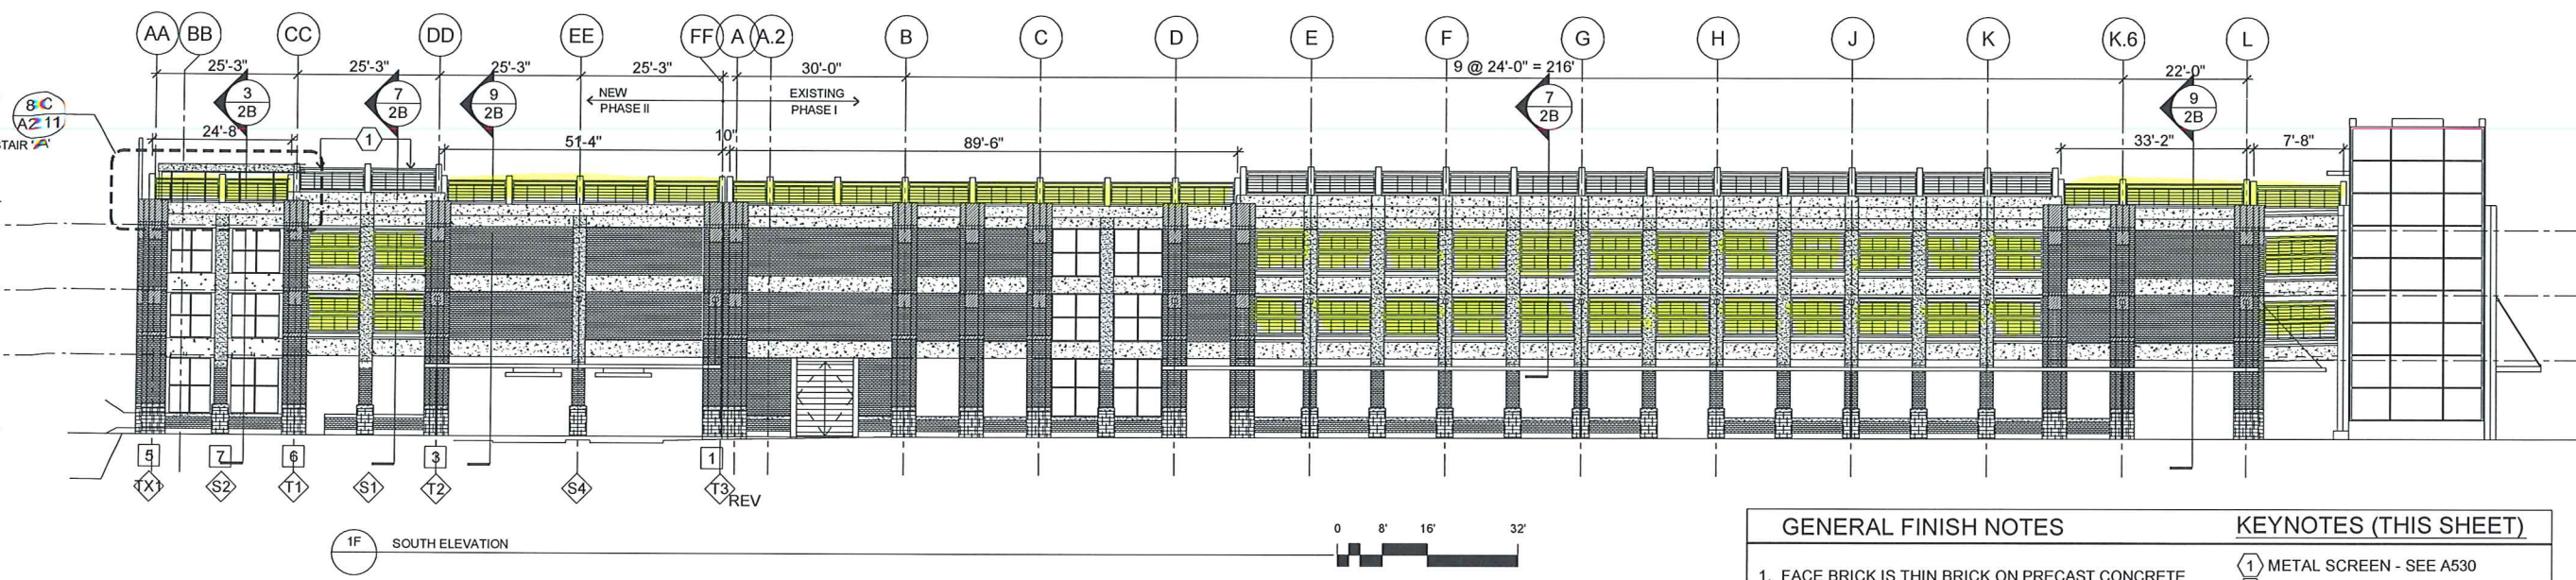 AA BB CC DD EE FF A A.2 B C D E F G H J K K.6 L
25'-3" 25'-3" 25'-3" 25'-3" 30'-0" 9 @ 24'-0" = 216' 22'-0"
3 7 9 NEW EXISTING 7 9
2B 2B 2B PHASE II PHASE I 2B 2B
8 C
A2 11
24'-8" 1 51'-4" 10" 89'-6" 33'-2" 7'-8"
TAIR 'A'
5 7 6 3 1
TX1 S2 T1 S1 T2 S4 T3
REV
1F SOUTH ELEVATION
0 8' 16' 32'
GENERAL FINISH NOTES
1. FACE BRICK IS THIN BRICK ON PRECAST CONCRETE
KEYNOTES (THIS SHEET)
1 METAL SCREEN - SEE A530